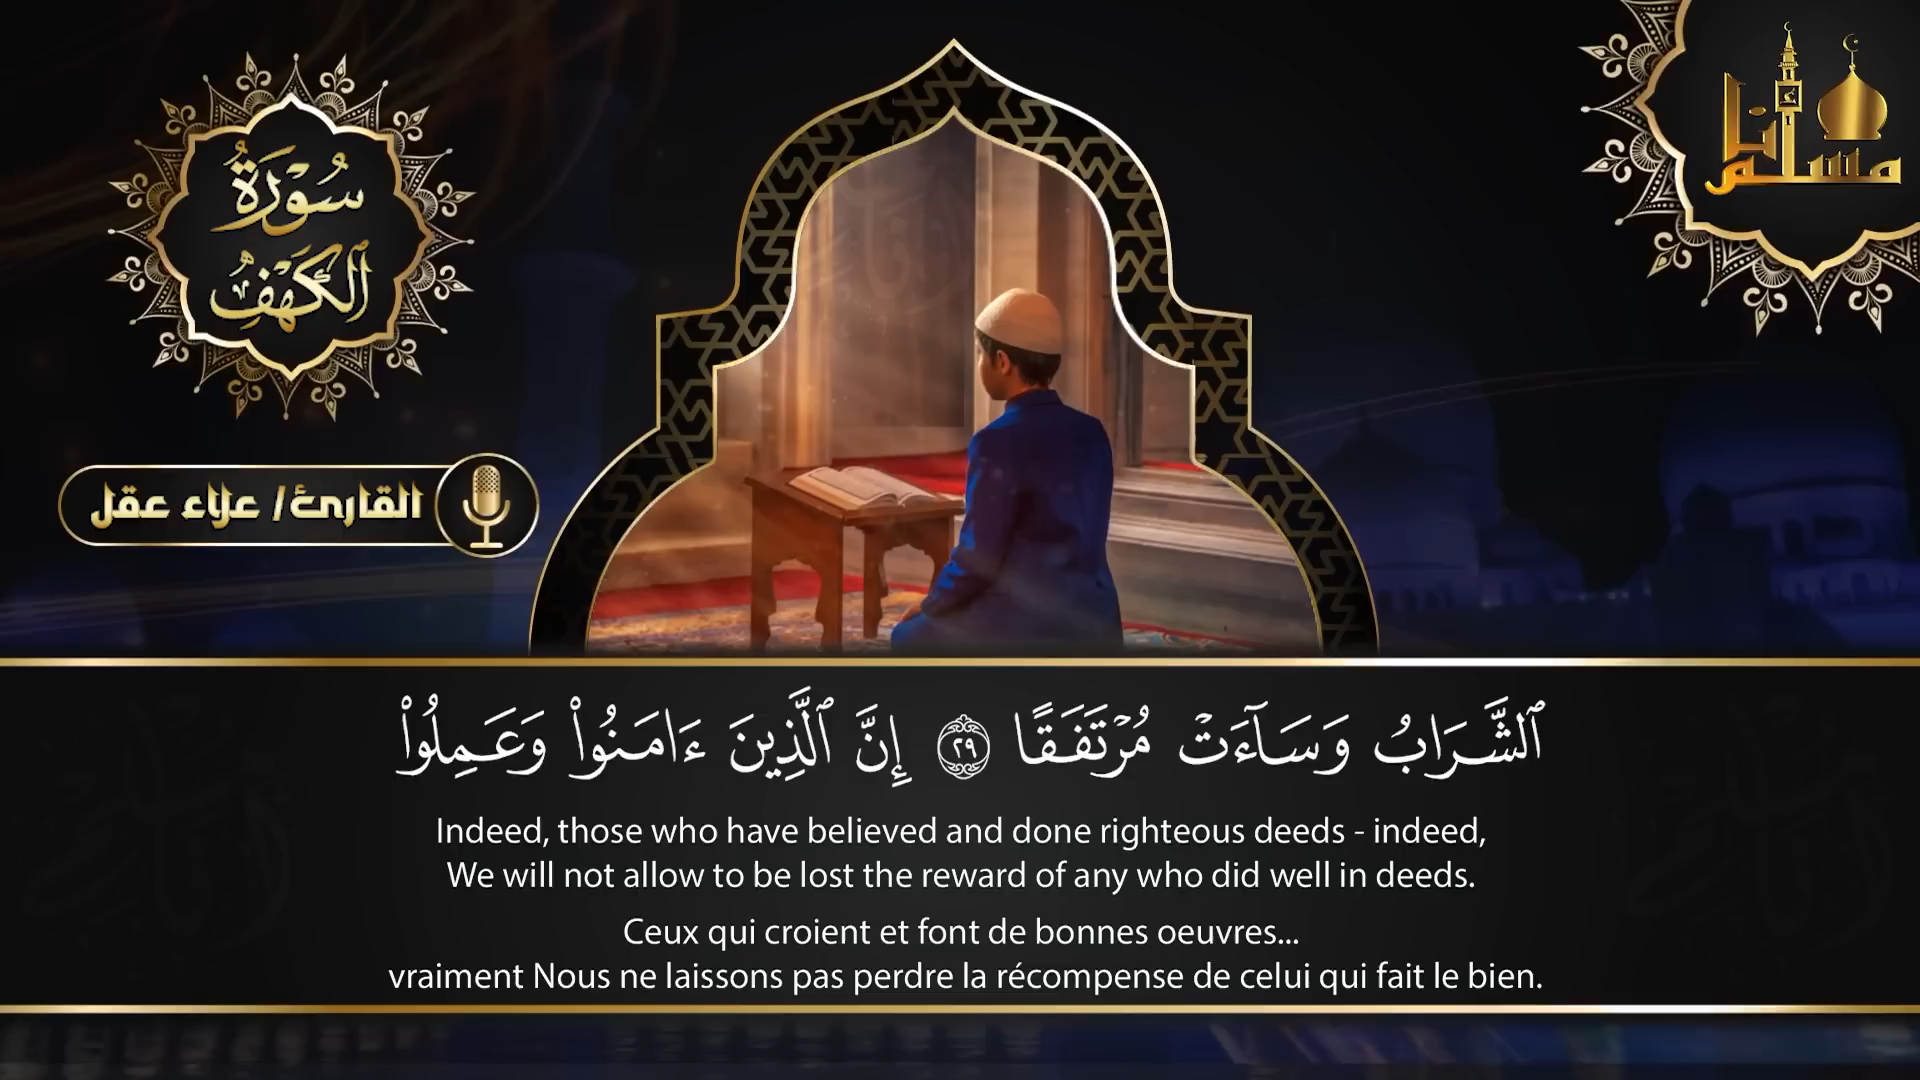 سُورَةُ
الكَهْفِ
أنا
مسلم
القارئ/ علاء عقل
ٱلشَّرَابُ وَسَآءَتْ مُرْتَفَقًا ٢٩ إِنَّ ٱلَّذِينَ ءَامَنُوا۟ وَعَمِلُوا۟
Indeed, those who have believed and done righteous deeds - indeed,
We will not allow to be lost the reward of any who did well in deeds.
Ceux qui croient et font de bonnes oeuvres...
vraiment Nous ne laissons pas perdre la récompense de celui qui fait le bien.